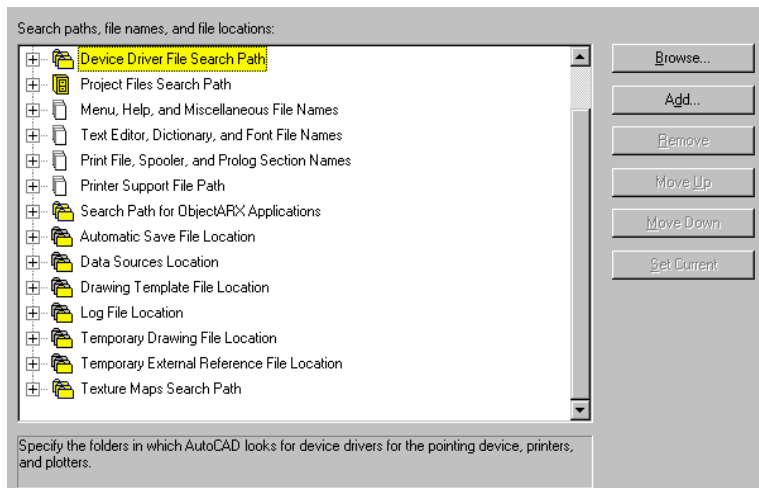 Search paths, file names, and file locations:
Device Driver File Search Path
Project Files Search Path
Menu, Help, and Miscellaneous File Names
Text Editor, Dictionary, and Font File Names
Print File, Spooler, and Prolog Section Names
Printer Support File Path
Search Path for ObjectARX Applications
Automatic Save File Location
Data Sources Location
Drawing Template File Location
Log File Location
Temporary Drawing File Location
Temporary External Reference File Location
Texture Maps Search Path
Browse...
Add...
Remove
Move Up
Move Down
Set Current
Specify the folders in which AutoCAD looks for device drivers for the pointing device, printers,
and plotters.